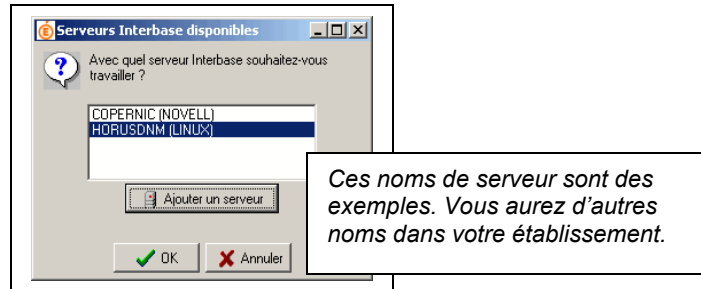 Serveurs Interbase disponibles
Avec quel serveur Interbase souhaitez-vous
travailler ?
COPERNIC (NOVELL)
HORUSDNM (LINUX)
Ajouter un serveur
OK
Annuler
Ces noms de serveur sont des
exemples. Vous aurez d’autres
noms dans votre établissement.